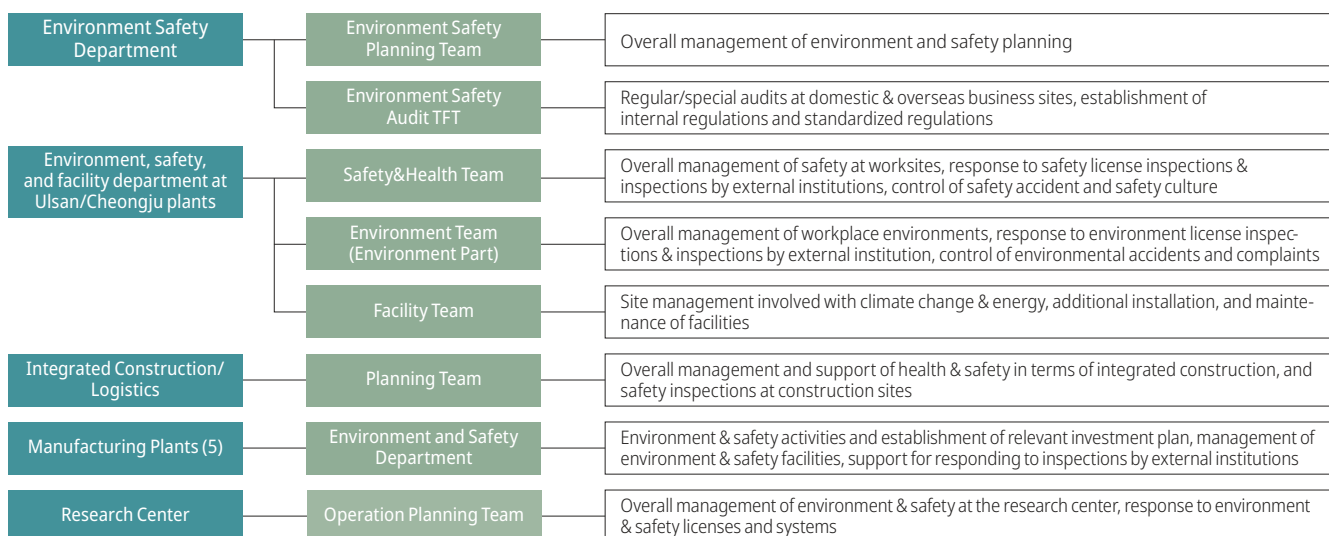 Environment Safety
Department
Environment Safety
Planning Team
Overall management of environment and safety planning
Environment Safety
Audit TFT
Regular/special audits at domestic & overseas business sites, establishment of
internal regulations and standardized regulations
Environment, safety,
and facility department at
Ulsan/Cheongju plants
Safety&Health Team
Overall management of safety at worksites, response to safety license inspections &
inspections by external institutions, control of safety accident and safety culture
Environment Team
(Environment Part)
Overall management of workplace environments, response to environment license inspec-
tions & inspections by external institution, control of environmental accidents and complaints
Facility Team
Site management involved with climate change & energy, additional installation, and mainte-
nance of facilities
Integrated Construction/
Logistics
Planning Team
Overall management and support of health & safety in terms of integrated construction, and
safety inspections at construction sites
Manufacturing Plants (5)
Environment and Safety
Department
Environment & safety activities and establishment of relevant investment plan, management of
environment & safety facilities, support for responding to inspections by external institutions
Research Center
Operation Planning Team
Overall management of environment & safety at the research center, response to environment
& safety licenses and systems